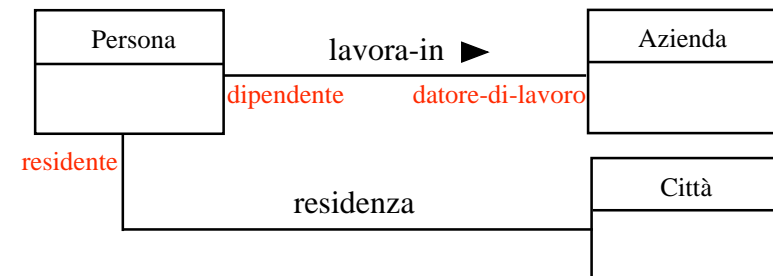 Persona
lavora-in
Azienda
dipendente
datore-di-lavoro
residente
residenza
Città